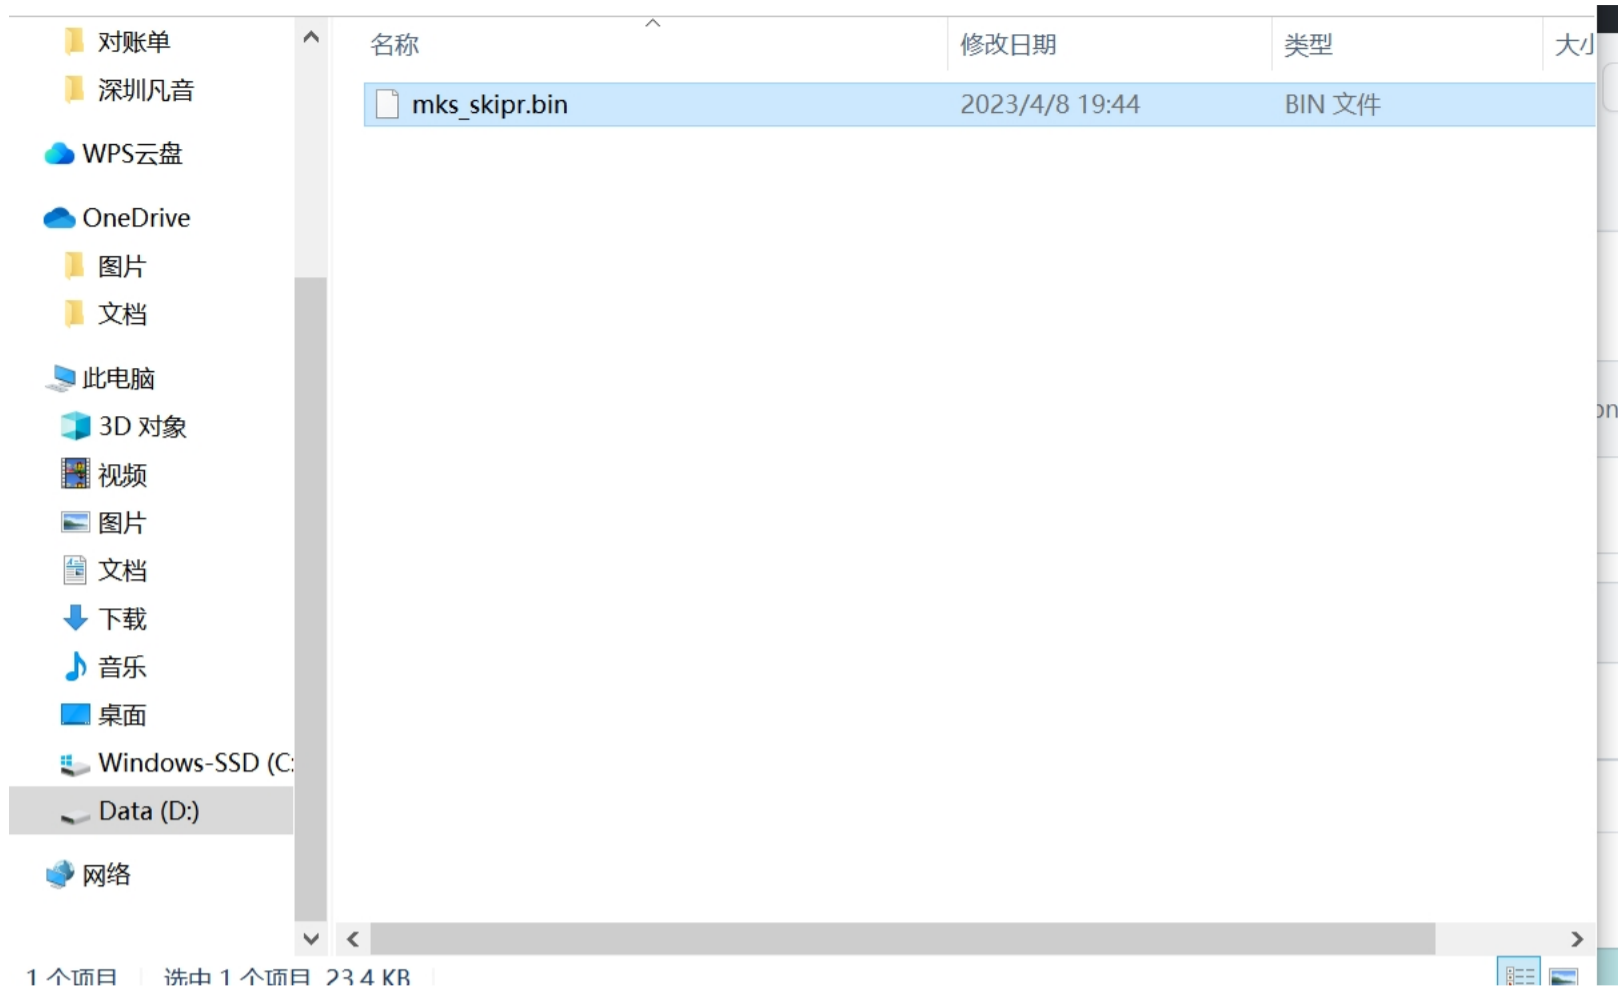 对账单
深圳凡音
WPS云盘
OneDrive
图片
文档
此电脑
3D 对象
视频
图片
文档
下载
音乐
桌面
Windows-SSD (C:
Data (D:)
网络
名称 修改日期 类型 大小
mks_skipr.bin 2023/4/8 19:44 BIN 文件
on
1 个项目 选中 1 个项目 23.4 KB